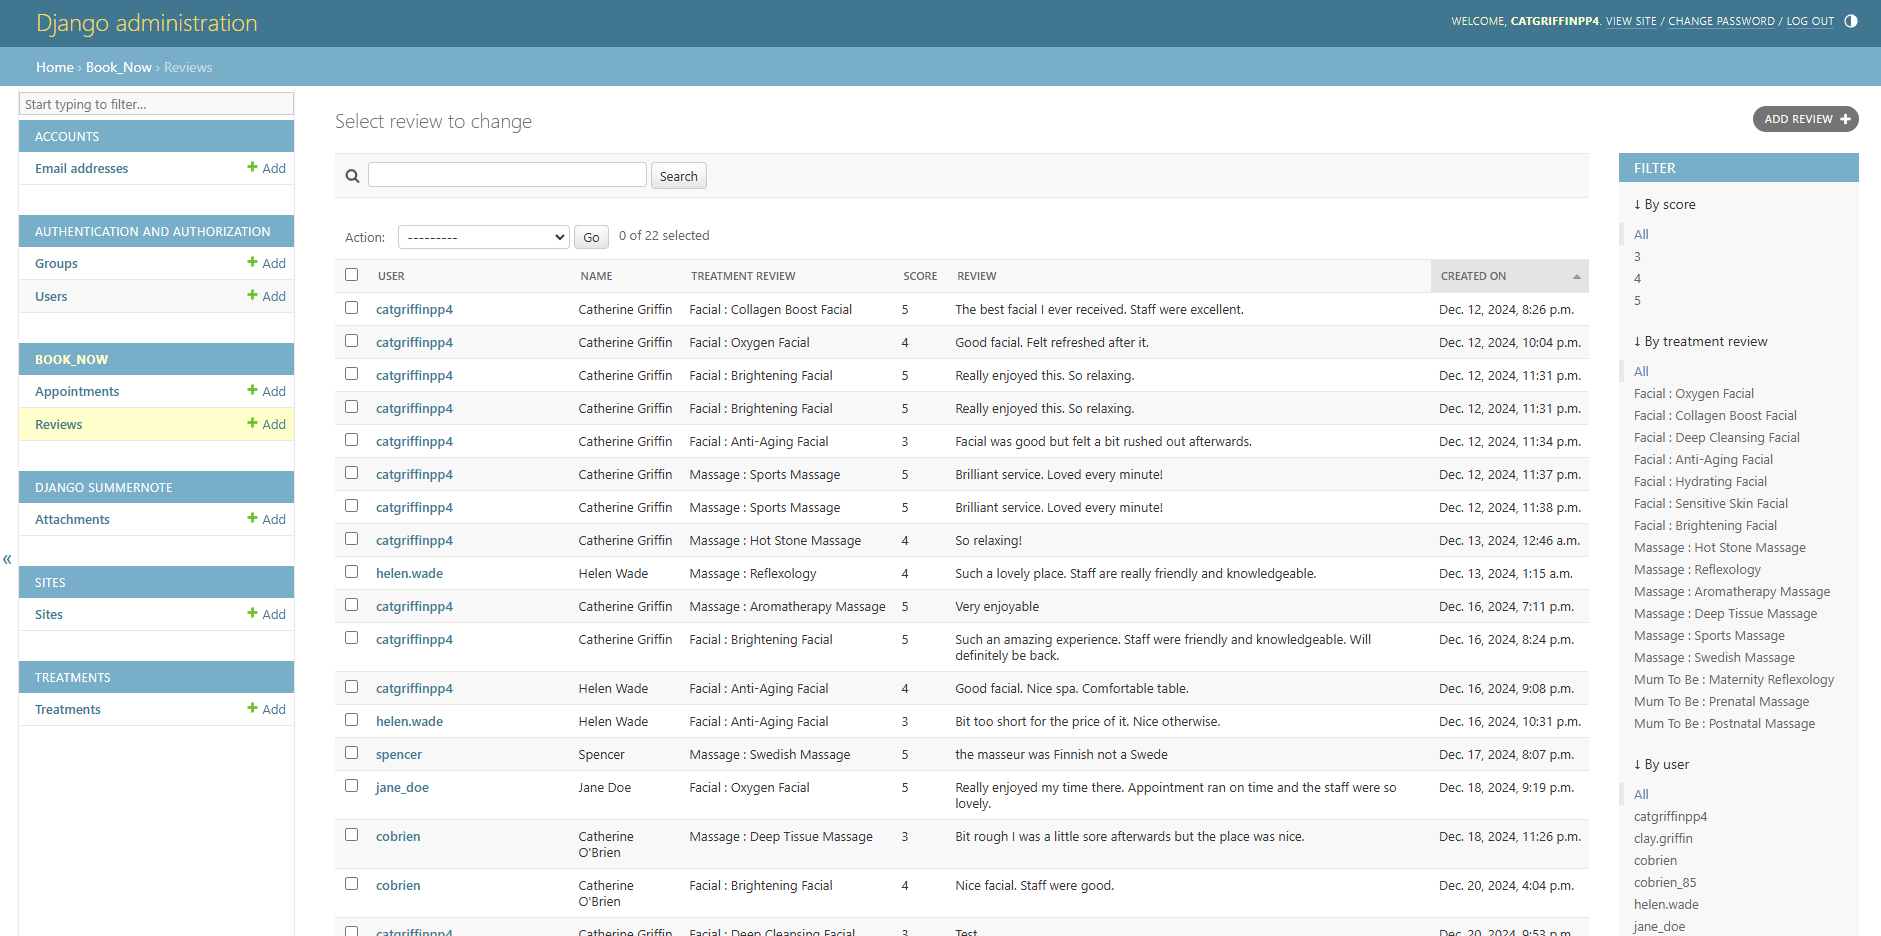 Django administration
WELCOME, CATGRIFFINPP4. VIEW SITE / CHANGE PASSWORD / LOG OUT
Home › Book_Now › Reviews
Start typing to filter...
ACCOUNTS
Email addresses + Add
AUTHENTICATION AND AUTHORIZATION
Groups + Add
Users + Add
BOOK_NOW
Appointments + Add
Reviews + Add
DJANGO SUMMERNOTE
Attachments + Add
SITES
Sites + Add
TREATMENTS
Treatments + Add
«
Select review to change
ADD REVIEW +
Search
Action: --------- Go 0 of 22 selected
USER NAME TREATMENT REVIEW SCORE REVIEW CREATED ON
catgriffinpp4 Catherine Griffin Facial : Collagen Boost Facial 5 The best facial I ever received. Staff were excellent. Dec. 12, 2024, 8:26 p.m.
catgriffinpp4 Catherine Griffin Facial : Oxygen Facial 4 Good facial. Felt refreshed after it. Dec. 12, 2024, 10:04 p.m.
catgriffinpp4 Catherine Griffin Facial : Brightening Facial 5 Really enjoyed this. So relaxing. Dec. 12, 2024, 11:31 p.m.
catgriffinpp4 Catherine Griffin Facial : Brightening Facial 5 Really enjoyed this. So relaxing. Dec. 12, 2024, 11:31 p.m.
catgriffinpp4 Catherine Griffin Facial : Anti-Aging Facial 3 Facial was good but felt a bit rushed out afterwards. Dec. 12, 2024, 11:34 p.m.
catgriffinpp4 Catherine Griffin Massage : Sports Massage 5 Brilliant service. Loved every minute! Dec. 12, 2024, 11:37 p.m.
catgriffinpp4 Catherine Griffin Massage : Sports Massage 5 Brilliant service. Loved every minute! Dec. 12, 2024, 11:38 p.m.
catgriffinpp4 Catherine Griffin Massage : Hot Stone Massage 4 So relaxing! Dec. 13, 2024, 12:46 a.m.
helen.wade Helen Wade Massage : Reflexology 4 Such a lovely place. Staff are really friendly and knowledgeable. Dec. 13, 2024, 1:15 a.m.
catgriffinpp4 Catherine Griffin Massage : Aromatherapy Massage 5 Very enjoyable Dec. 16, 2024, 7:11 p.m.
catgriffinpp4 Catherine Griffin Facial : Brightening Facial 5 Such an amazing experience. Staff were friendly and knowledgeable. Will Dec. 16, 2024, 8:24 p.m.
definitely be back.
catgriffinpp4 Helen Wade Facial : Anti-Aging Facial 4 Good facial. Nice spa. Comfortable table. Dec. 16, 2024, 9:08 p.m.
helen.wade Helen Wade Facial : Anti-Aging Facial 3 Bit too short for the price of it. Nice otherwise. Dec. 16, 2024, 10:31 p.m.
spencer Spencer Massage : Swedish Massage 5 the masseur was Finnish not a Swede Dec. 17, 2024, 8:07 p.m.
jane_doe Jane Doe Facial : Oxygen Facial 5 Really enjoyed my time there. Appointment ran on time and the staff were so Dec. 18, 2024, 9:19 p.m.
lovely.
cobrien Catherine Massage : Deep Tissue Massage 3 Bit rough I was a little sore afterwards but the place was nice. Dec. 18, 2024, 11:26 p.m.
O'Brien
cobrien Catherine Facial : Brightening Facial 4 Nice facial. Staff were good. Dec. 20, 2024, 4:04 p.m.
O'Brien
catgriffinpp4 Catherine Griffin Facial : Deep Cleansing Facial 3 Test Dec. 20, 2024, 9:53 p.m.
FILTER
↓ By score
All
3
4
5
↓ By treatment review
All
Facial : Oxygen Facial
Facial : Collagen Boost Facial
Facial : Deep Cleansing Facial
Facial : Anti-Aging Facial
Facial : Hydrating Facial
Facial : Sensitive Skin Facial
Facial : Brightening Facial
Massage : Hot Stone Massage
Massage : Reflexology
Massage : Aromatherapy Massage
Massage : Deep Tissue Massage
Massage : Sports Massage
Massage : Swedish Massage
Mum To Be : Maternity Reflexology
Mum To Be : Prenatal Massage
Mum To Be : Postnatal Massage
↓ By user
All
catgriffinpp4
clay.griffin
cobrien
cobrien_85
helen.wade
jane_doe